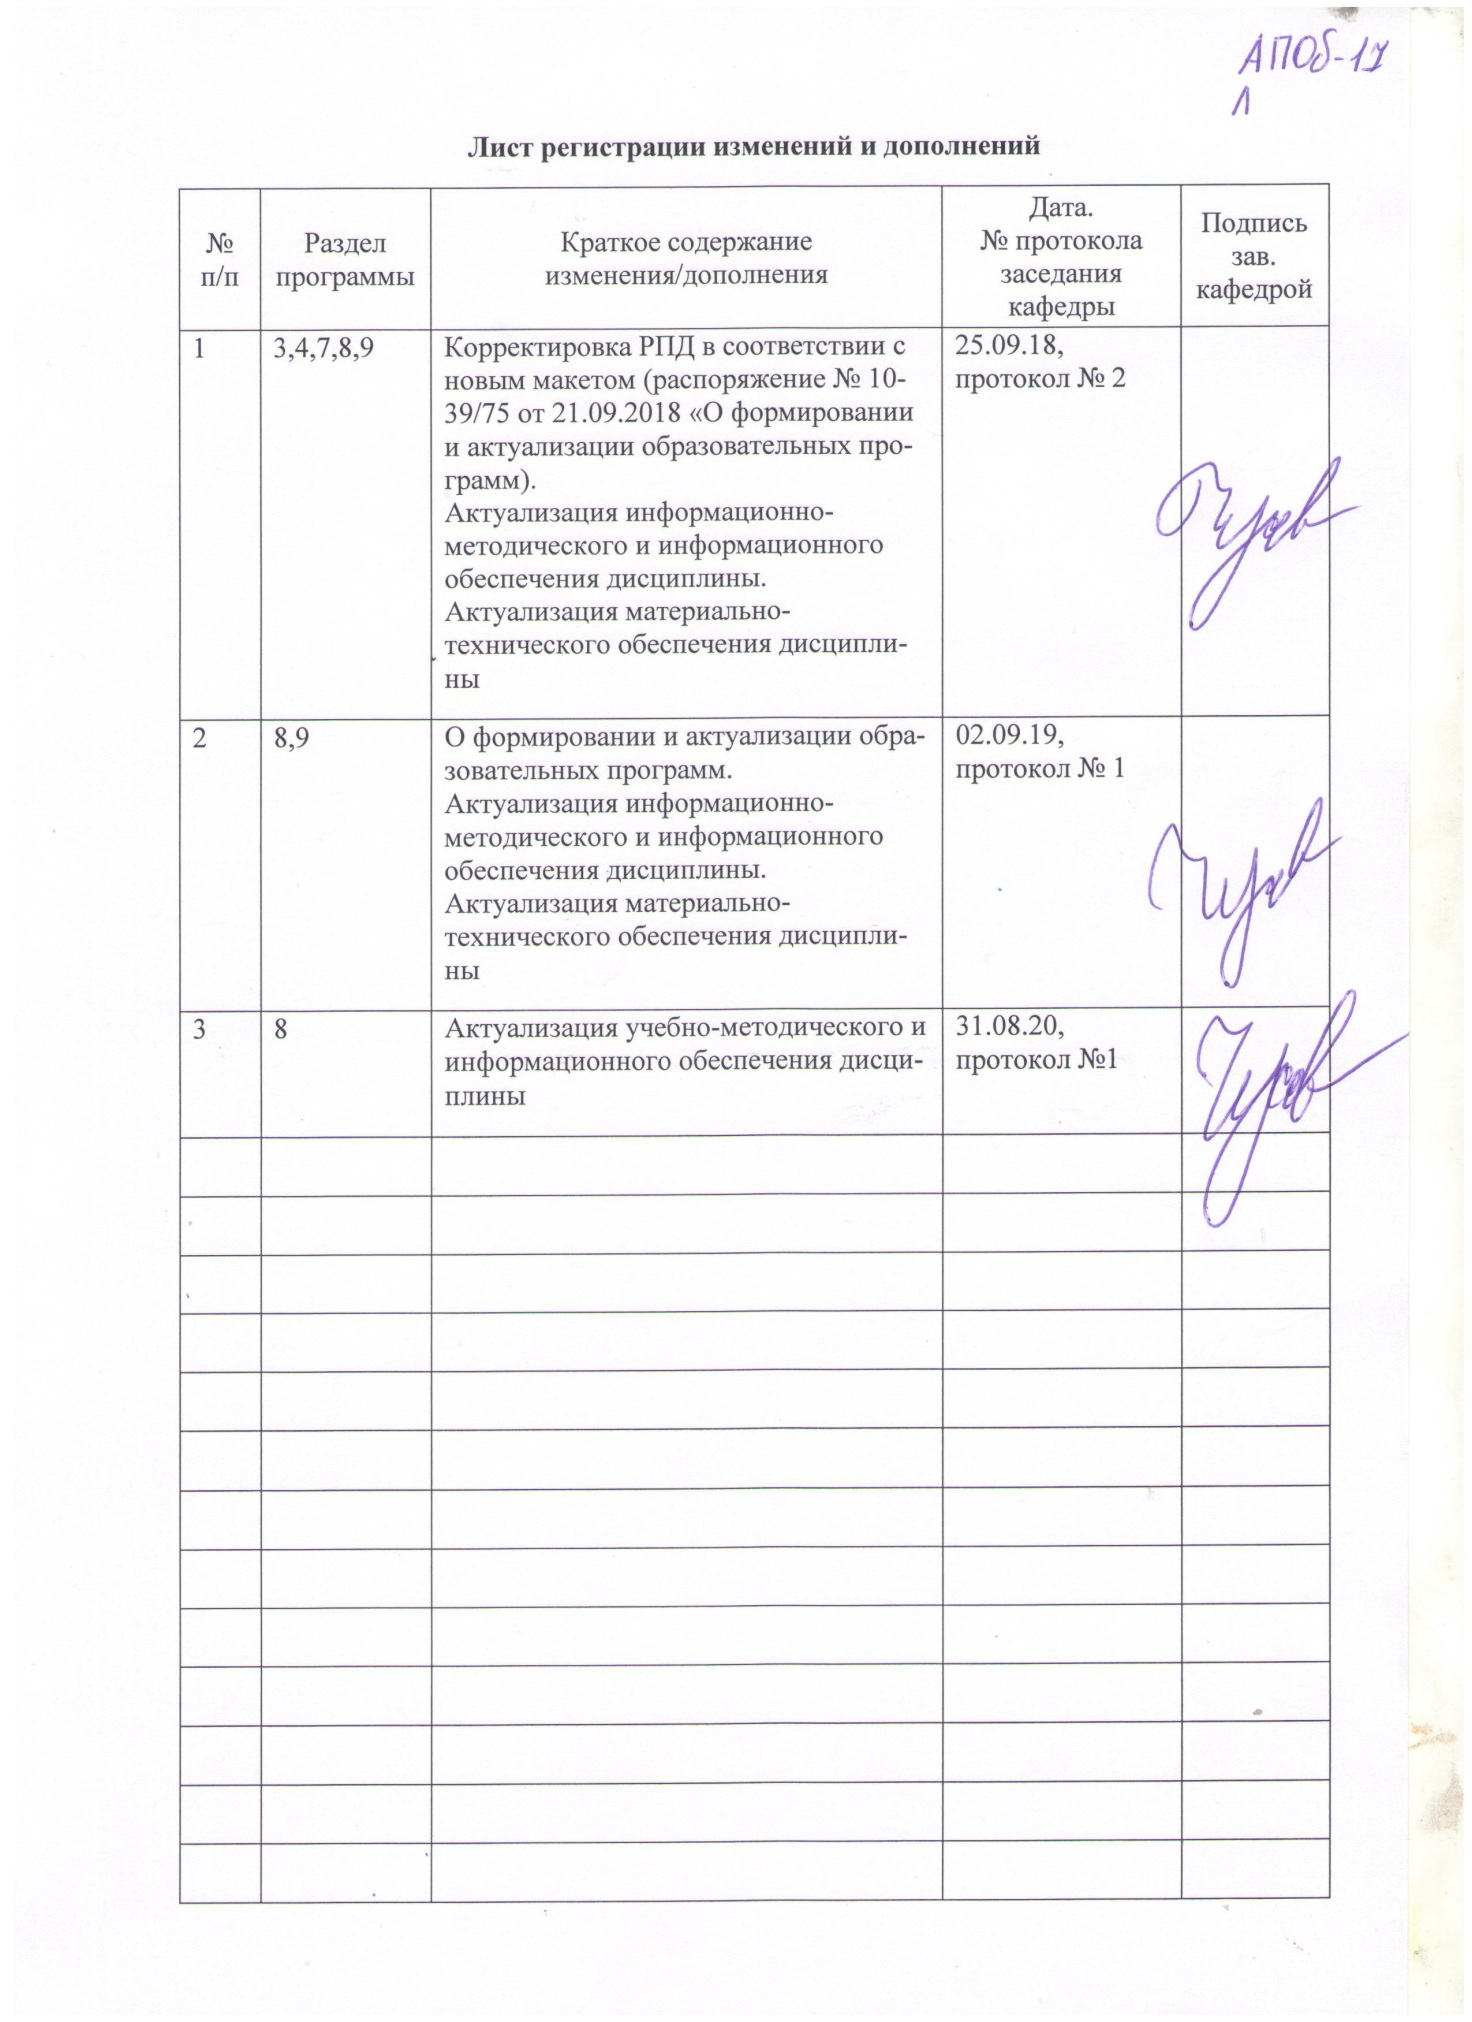 АПОб-17
Л
Лист регистрации изменений и дополнений
№
п/п
Раздел
программы
Краткое содержание
изменения/дополнения
Дата.
№ протокола
заседания
кафедры
Подпись
зав.
кафедрой
1
3,4,7,8,9
Корректировка РПД в соответствии с
новым макетом (распоряжение № 10-
39/75 от 21.09.2018 «О формировании
и актуализации образовательных про-
грамм).
Актуализация информационно-
методического и информационного
обеспечения дисциплины.
Актуализация материально-
технического обеспечения дисципли-
ны
25.09.18,
протокол № 2
2
8,9
О формировании и актуализации обра-
зовательных программ.
Актуализация информационно-
методического и информационного
обеспечения дисциплины.
Актуализация материально-
технического обеспечения дисципли-
ны
02.09.19,
протокол № 1
3
8
Актуализация учебно-методического и
информационного обеспечения дисци-
плины
31.08.20,
протокол №1